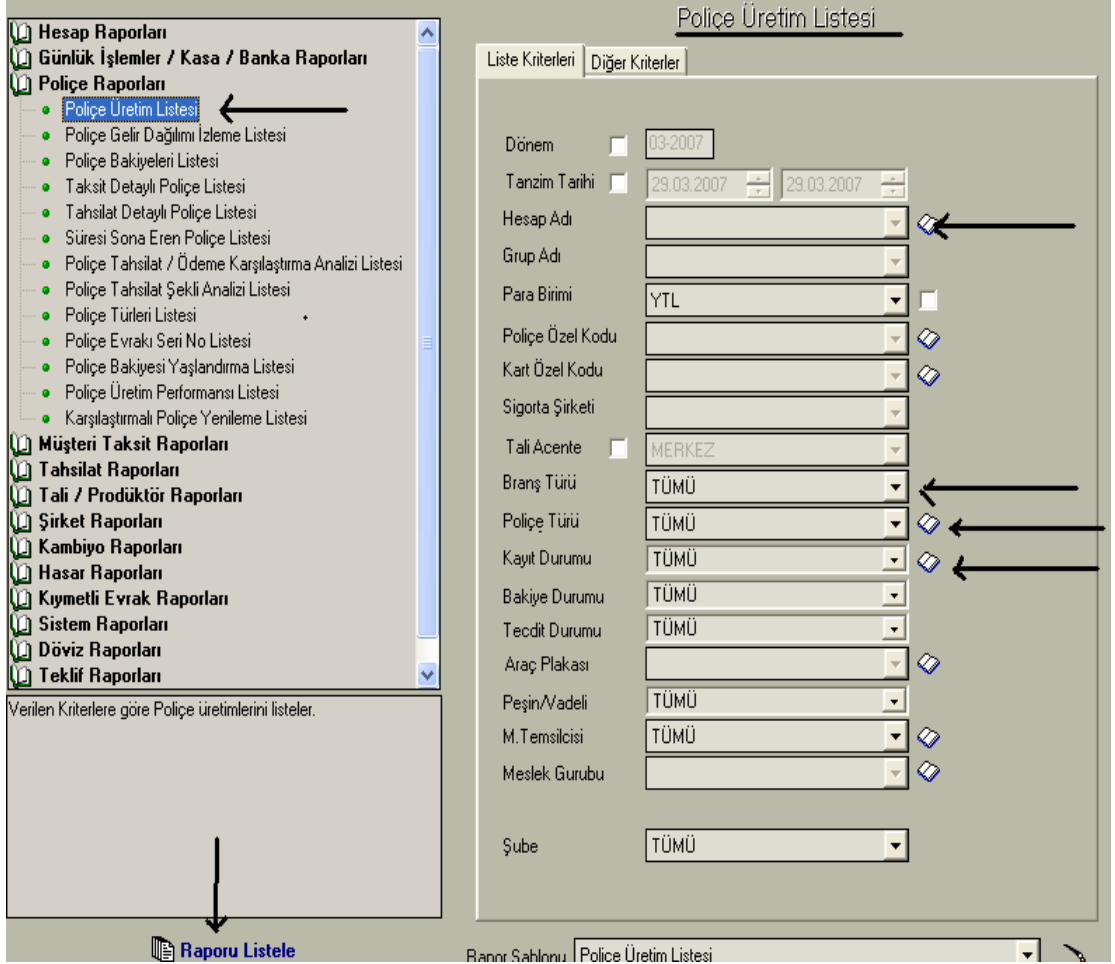 Hesap Raporları
Günlük İşlemler / Kasa / Banka Raporları
Poliçe Raporları
Poliçe Üretim Listesi
Poliçe Gelir Dağılımı İzleme Listesi
Poliçe Bakiyeleri Listesi
Taksit Detaylı Poliçe Listesi
Tahsilat Detaylı Poliçe Listesi
Süresi Sona Eren Poliçe Listesi
Poliçe Tahsilat / Ödeme Karşılaştırma Analizi Listesi
Poliçe Tahsilat Şekli Analizi Listesi
Poliçe Türleri Listesi
Poliçe Evrakı Seri No Listesi
Poliçe Bakiyesi Yaşlandırma Listesi
Poliçe Üretim Performansı Listesi
Karşılaştırmalı Poliçe Yenileme Listesi
Müşteri Taksit Raporları
Tahsilat Raporları
Tali / Prodüktör Raporları
Şirket Raporları
Kambiyo Raporları
Hasar Raporları
Kıymetli Evrak Raporları
Sistem Raporları
Döviz Raporları
Teklif Raporları
Verilen Kriterlere göre Poliçe üretimlerini listeler.
Raporu Listele
Poliçe Üretim Listesi
Liste Kriterleri Diğer Kriterler
Dönem 03-2007
Tanzim Tarihi 29.03.2007 29.03.2007
Hesap Adı
Grup Adı
Para Birimi YTL
Poliçe Özel Kodu
Kart Özel Kodu
Sigorta Şirketi
Tali Acente MERKEZ
Branş Türü TÜMÜ
Poliçe Türü TÜMÜ
Kayıt Durumu TÜMÜ
Bakiye Durumu TÜMÜ
Tecdit Durumu TÜMÜ
Araç Plakası
Peşin/Vadeli TÜMÜ
M.Temsilcisi TÜMÜ
Meslek Gurubu
Şube TÜMÜ
Rapor Şablonu Poliçe Üretim Listesi